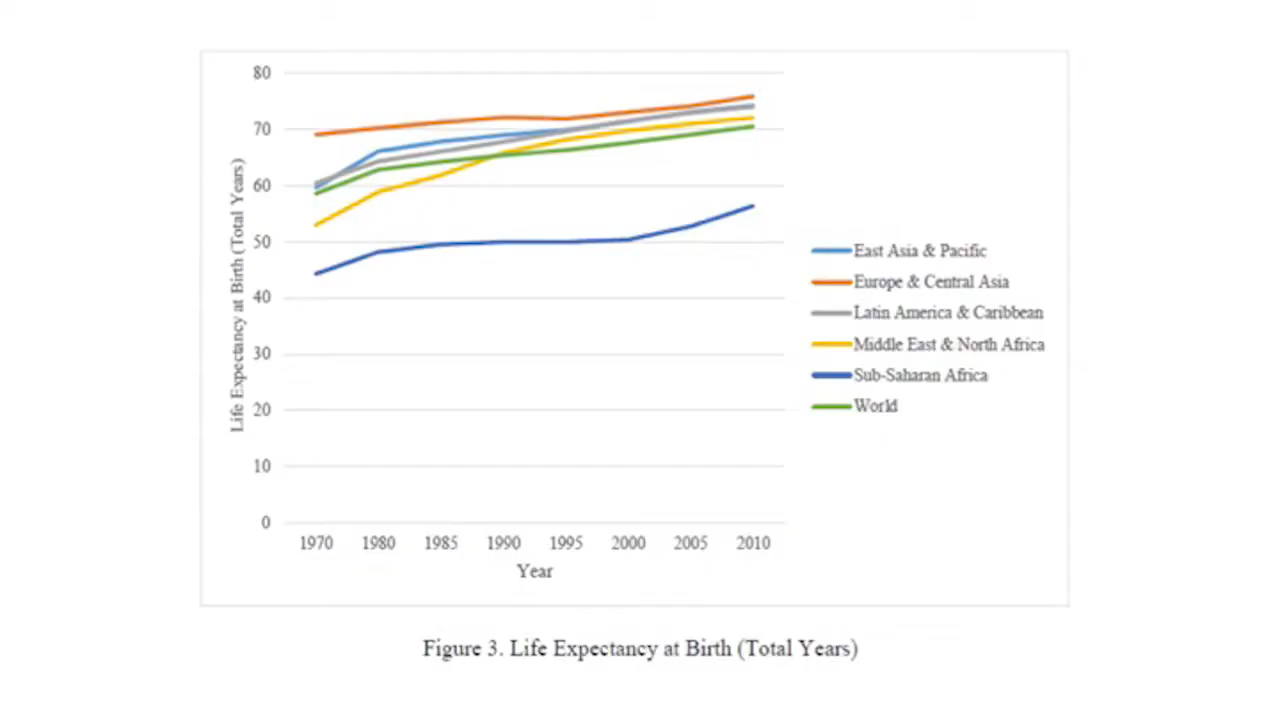 80
70
60
50
40
30
20
10
0
Life Expectancy at Birth (Total Years)
1970 1980 1985 1990 1995 2000 2005 2010
Year
East Asia & Pacific
Europe & Central Asia
Latin America & Caribbean
Middle East & North Africa
Sub-Saharan Africa
World
Figure 3. Life Expectancy at Birth (Total Years)